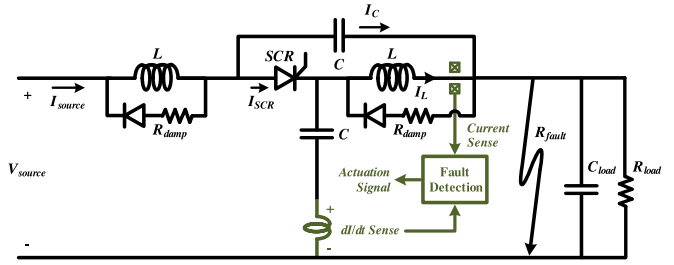 I_C
L
SCR
C
L
+
I_source
I_SCR
I_L
R_damp
C
R_damp
Current
Sense
R_fault
V_source
Actuation
Signal
Fault
Detection
C_load
R_load
+
dI/dt Sense
-
-